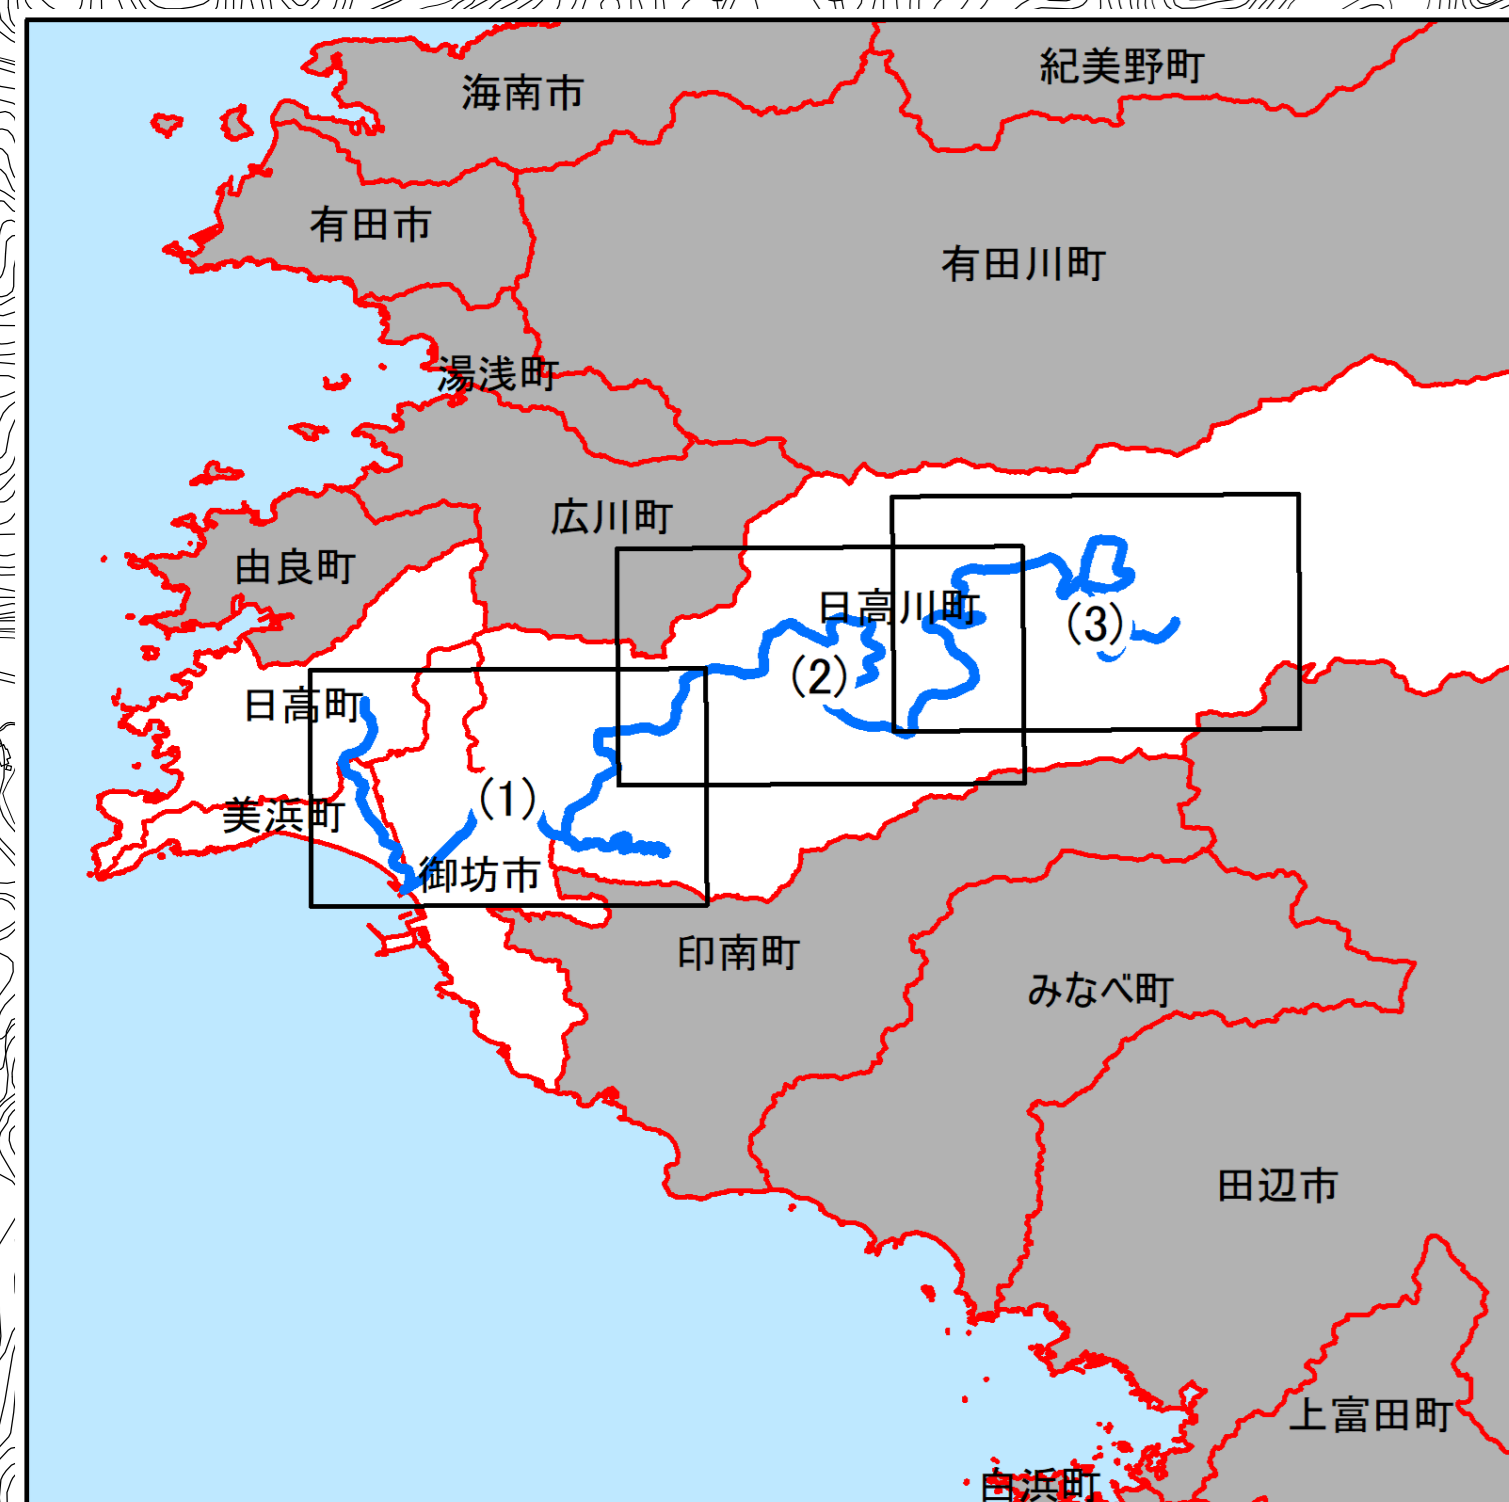 紀美野町
海南市
有田市
有田川町
湯浅町
広川町
由良町
日高川町
(3)
(2)
日高町
(1)
美浜町
御坊市
印南町
みなべ町
田辺市
上富田町
白浜町